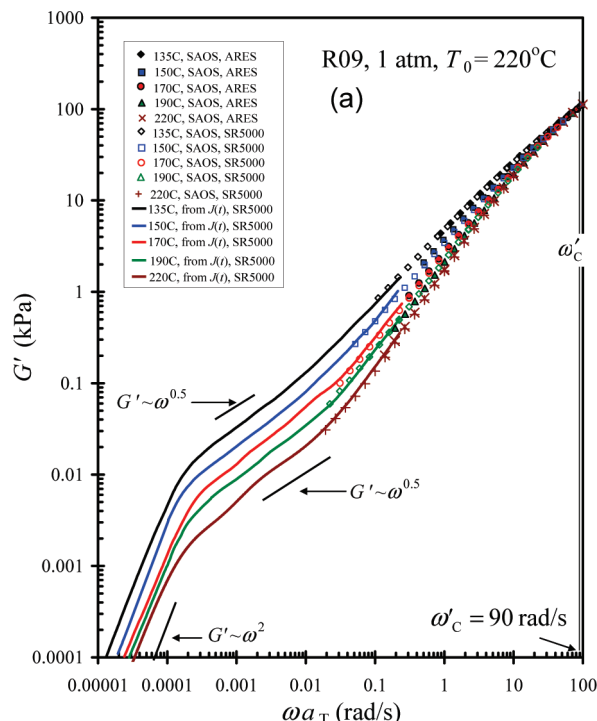 1000
100
10
1
0.1
0.01
0.001
0.0001
G′ (kPa)
135C, SAOS, ARES
150C, SAOS, ARES
170C, SAOS, ARES
190C, SAOS, ARES
220C, SAOS, ARES
135C, SAOS, SR5000
150C, SAOS, SR5000
170C, SAOS, SR5000
190C, SAOS, SR5000
220C, SAOS, SR5000
135C, from J(t), SR5000
150C, from J(t), SR5000
170C, from J(t), SR5000
190C, from J(t), SR5000
220C, from J(t), SR5000
R09, 1 atm, T₀ = 220°C
(a)
ω′C
G′~ω^0.5
G′~ω^0.5
G′~ω^2
ω′C = 90 rad/s
0.00001 0.0001 0.001 0.01 0.1 1 10 100
ωa_T (rad/s)